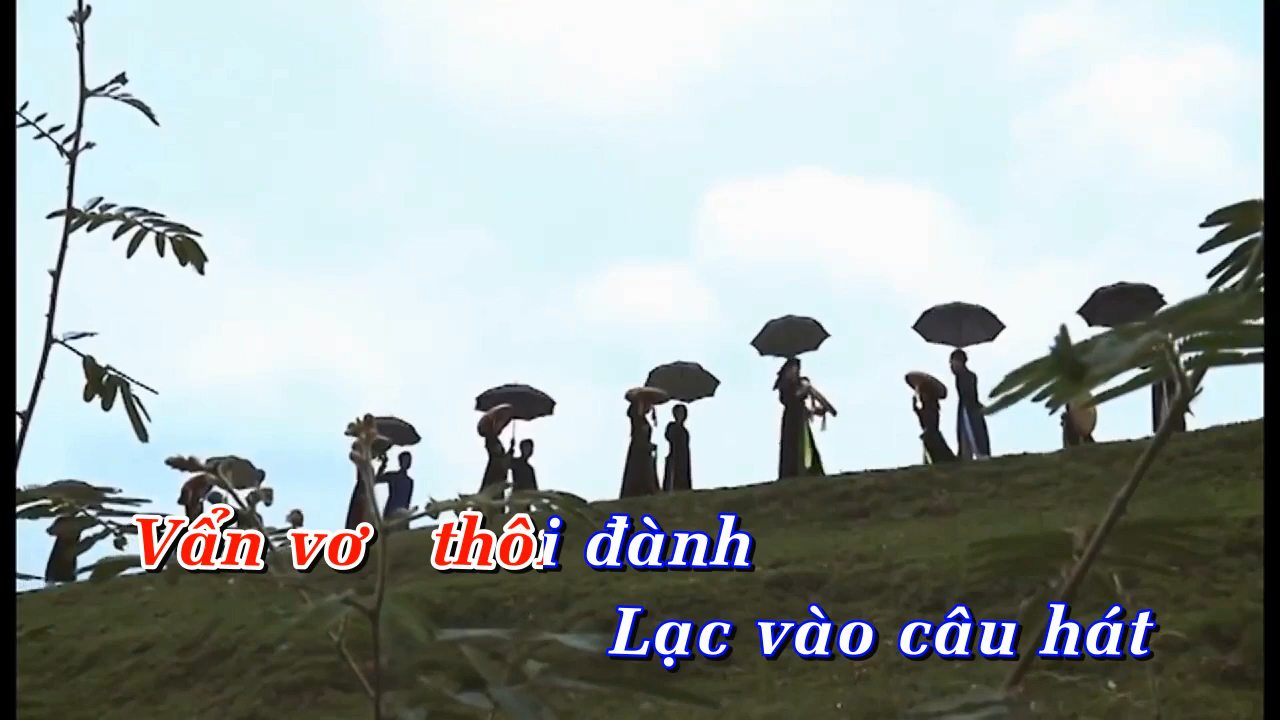 Vẩn vơ thôi đành
Lạc vào câu hát